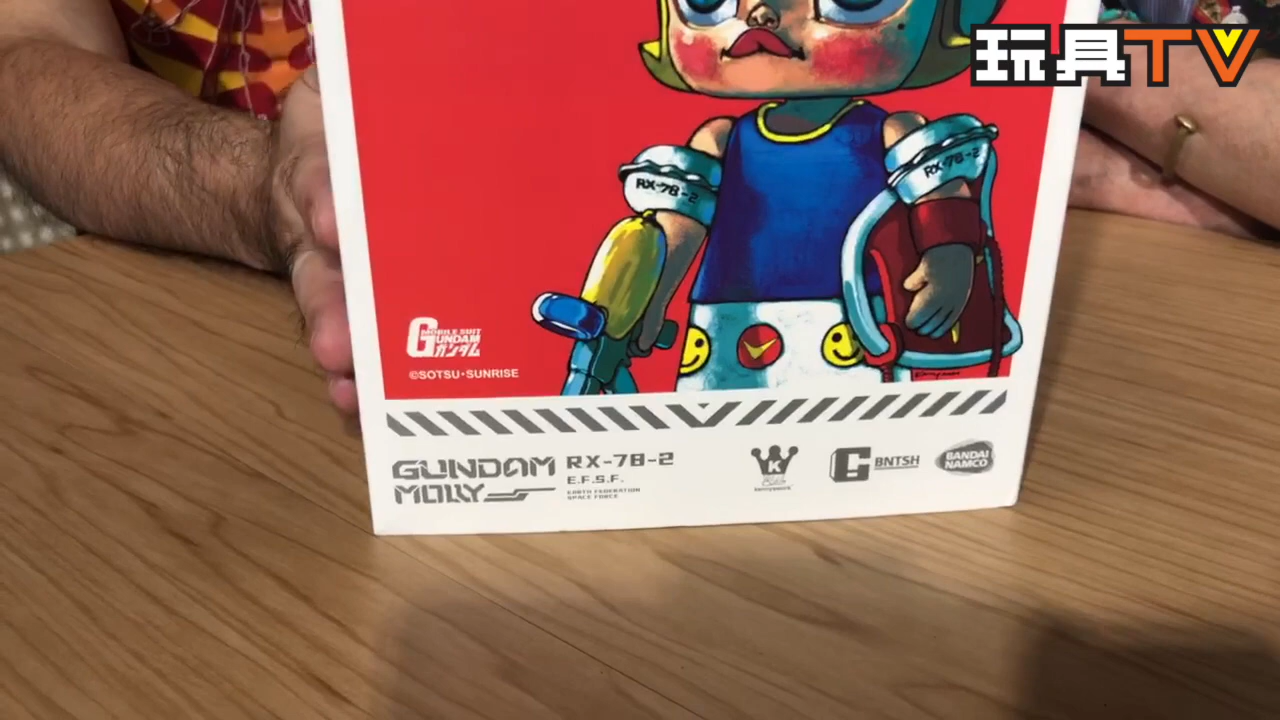 玩具TV
RX-78-2
RX-78-2
MOBILE SUIT
GUNDAM
ガンダム
©SOTSU・SUNRISE
GUNDAM
MOLLY
RX-78-2
E.F.S.F.
EARTH FEDERATION
SPACE FORCE
K
kennyswork
BNTSH
BANDAI
NAMCO